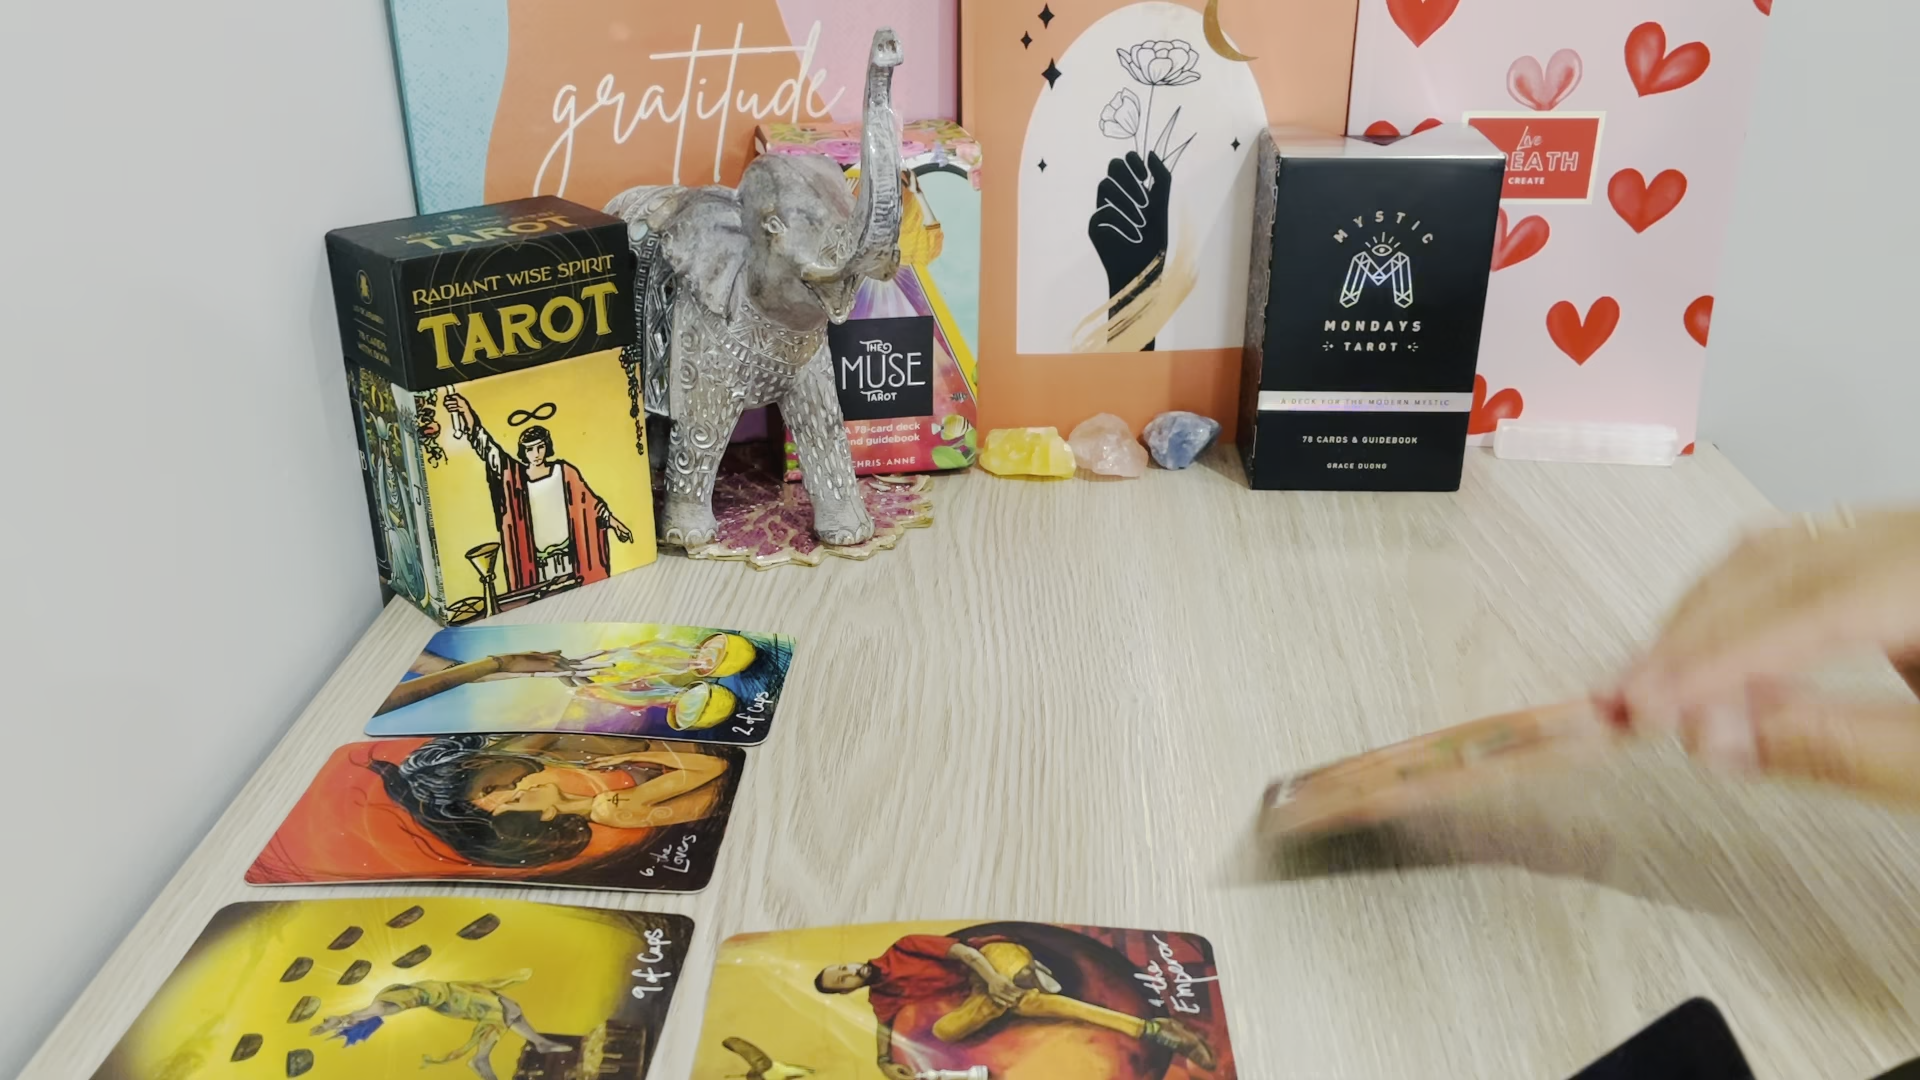 gratitude
TAROT
RADIANT WISE SPIRIT
TAROT
THE
MUSE
TAROT
A 78-card deck
and guidebook
CHRIS-ANNE
MYSTIC
M
MONDAYS
TAROT
A DECK FOR THE MODERN MYSTIC
78 CARDS & GUIDEBOOK
GRACE DUONG
REATH
CREATE
2 of Cups
6. the
Lovers
9 of Cups
4 the
Emperor